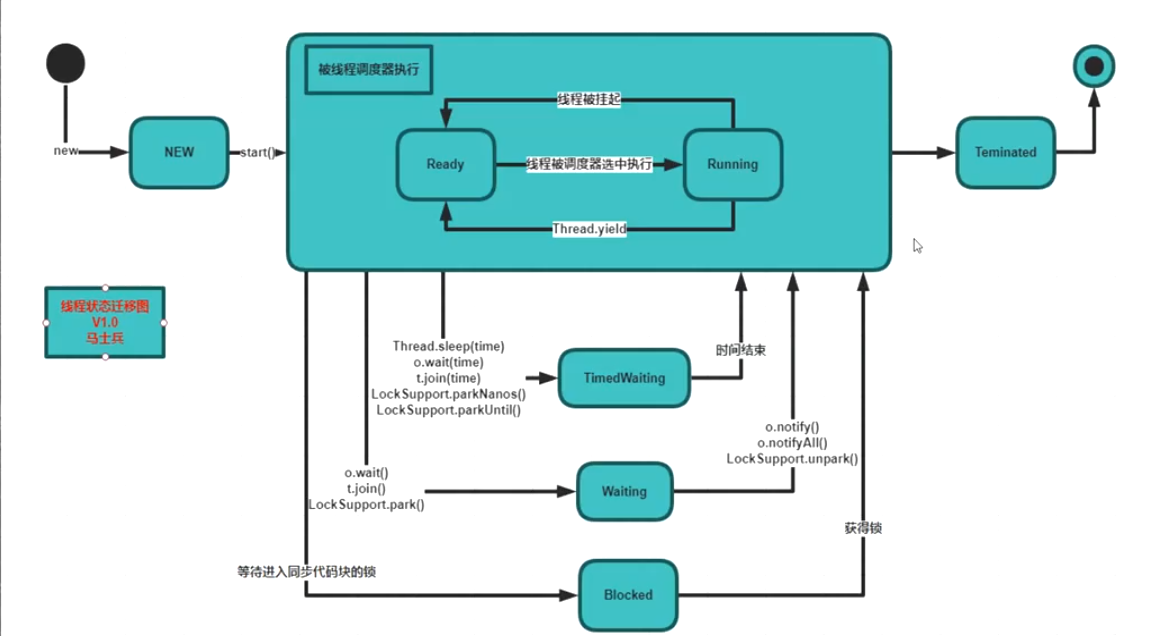 被线程调度器执行
线程被挂起
new
NEW
start()
Ready
线程被调度器选中执行
Running
Teminated
Thread.yield
线程状态迁移图
V1.0
马士兵
Thread.sleep(time)
o.wait(time)
t.join(time)
LockSupport.parkNanos()
LockSupport.parkUntil()
TimedWaiting
时间结束
o.notify()
o.notifyAll()
LockSupport.unpark()
o.wait()
t.join()
LockSupport.park()
Waiting
获得锁
等待进入同步代码块的锁
Blocked